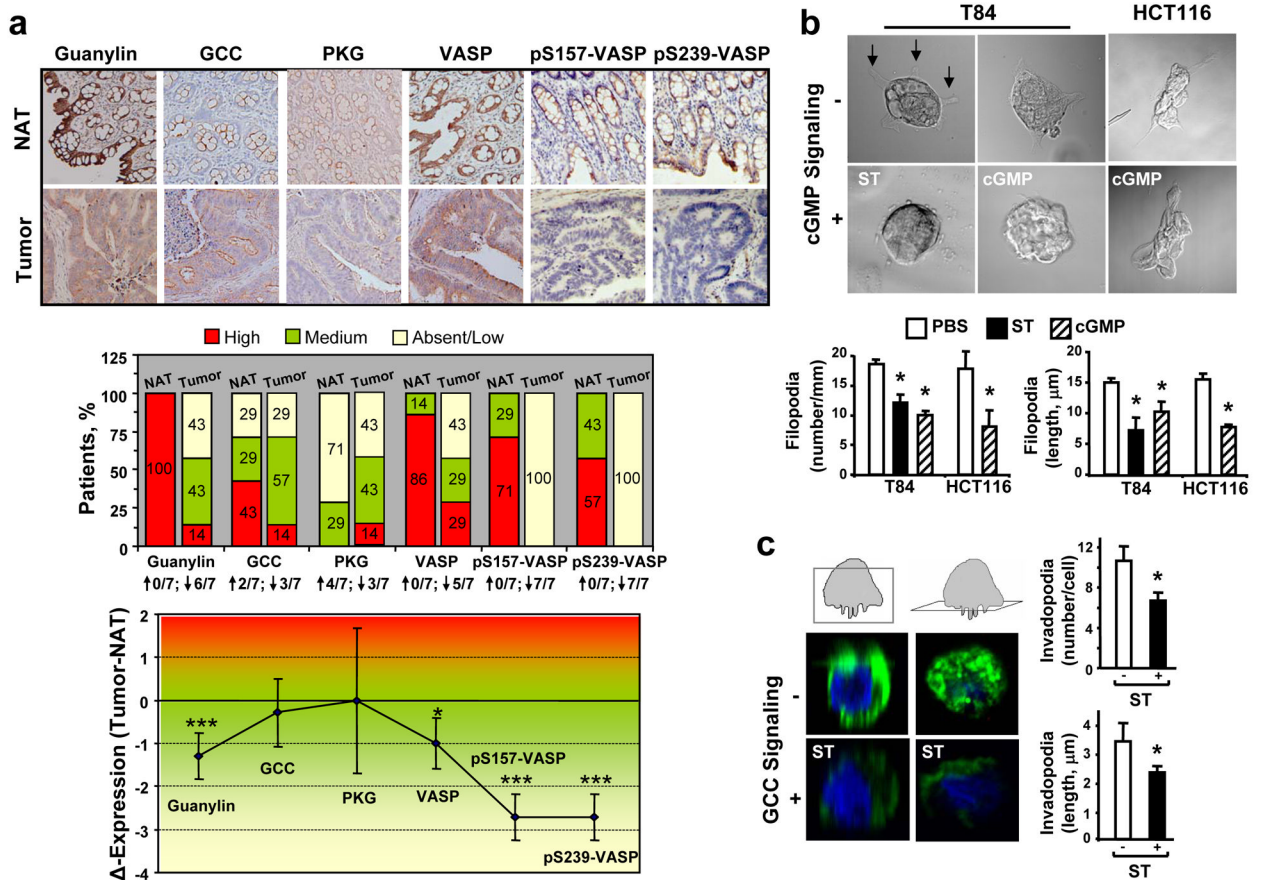 a
Guanylin GCC PKG VASP pS157-VASP pS239-VASP
NAT
Tumor
High Medium Absent/Low
Patients, %
125
100
75
50
25
0
NAT Tumor NAT Tumor NAT Tumor NAT Tumor NAT Tumor NAT Tumor
100 43 43 14
29 29 43 29 57 14
71 29 43 43 14
14 86 43 29 29
29 71 100
43 57 100
Guanylin GCC PKG VASP pS157-VASP pS239-VASP
↑0/7; ↓6/7 ↑2/7; ↓3/7 ↑4/7; ↓3/7 ↑0/7; ↓5/7 ↑0/7; ↓7/7 ↑0/7; ↓7/7
Δ-Expression (Tumor-NAT)
2
1
0
-1
-2
-3
-4
*** * *** ***
Guanylin
GCC
PKG
VASP
pS157-VASP
pS239-VASP
b
T84 HCT116
cGMP Signaling
-
+
ST cGMP cGMP
PBS ST cGMP
Filopodia
(number/mm)
20
15
10
5
0
* * *
T84 HCT116
Filopodia
(length, μm)
20
15
10
5
0
* * *
T84 HCT116
c
GCC Signaling
-
+
ST ST
Invadopodia
(number/cell)
12
9
6
3
0
*
- +
ST
Invadopodia
(length, μm)
4
3
2
1
0
*
- +
ST